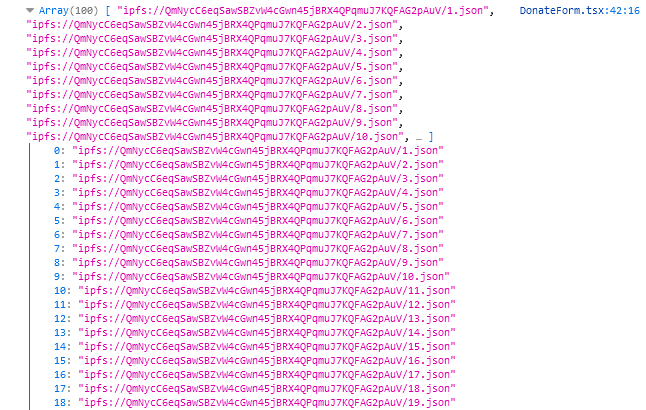 Array(100) [ "ipfs://QmNycC6eqSawSBZvW4cGwn45jBRX4QPqmuJ7KQFAG2pAuV/1.json", DonateForm.tsx:42:16
"ipfs://QmNycC6eqSawSBZvW4cGwn45jBRX4QPqmuJ7KQFAG2pAuV/2.json",
"ipfs://QmNycC6eqSawSBZvW4cGwn45jBRX4QPqmuJ7KQFAG2pAuV/3.json",
"ipfs://QmNycC6eqSawSBZvW4cGwn45jBRX4QPqmuJ7KQFAG2pAuV/4.json",
"ipfs://QmNycC6eqSawSBZvW4cGwn45jBRX4QPqmuJ7KQFAG2pAuV/5.json",
"ipfs://QmNycC6eqSawSBZvW4cGwn45jBRX4QPqmuJ7KQFAG2pAuV/6.json",
"ipfs://QmNycC6eqSawSBZvW4cGwn45jBRX4QPqmuJ7KQFAG2pAuV/7.json",
"ipfs://QmNycC6eqSawSBZvW4cGwn45jBRX4QPqmuJ7KQFAG2pAuV/8.json",
"ipfs://QmNycC6eqSawSBZvW4cGwn45jBRX4QPqmuJ7KQFAG2pAuV/9.json",
"ipfs://QmNycC6eqSawSBZvW4cGwn45jBRX4QPqmuJ7KQFAG2pAuV/10.json", … ]
0: "ipfs://QmNycC6eqSawSBZvW4cGwn45jBRX4QPqmuJ7KQFAG2pAuV/1.json"
1: "ipfs://QmNycC6eqSawSBZvW4cGwn45jBRX4QPqmuJ7KQFAG2pAuV/2.json"
2: "ipfs://QmNycC6eqSawSBZvW4cGwn45jBRX4QPqmuJ7KQFAG2pAuV/3.json"
3: "ipfs://QmNycC6eqSawSBZvW4cGwn45jBRX4QPqmuJ7KQFAG2pAuV/4.json"
4: "ipfs://QmNycC6eqSawSBZvW4cGwn45jBRX4QPqmuJ7KQFAG2pAuV/5.json"
5: "ipfs://QmNycC6eqSawSBZvW4cGwn45jBRX4QPqmuJ7KQFAG2pAuV/6.json"
6: "ipfs://QmNycC6eqSawSBZvW4cGwn45jBRX4QPqmuJ7KQFAG2pAuV/7.json"
7: "ipfs://QmNycC6eqSawSBZvW4cGwn45jBRX4QPqmuJ7KQFAG2pAuV/8.json"
8: "ipfs://QmNycC6eqSawSBZvW4cGwn45jBRX4QPqmuJ7KQFAG2pAuV/9.json"
9: "ipfs://QmNycC6eqSawSBZvW4cGwn45jBRX4QPqmuJ7KQFAG2pAuV/10.json"
10: "ipfs://QmNycC6eqSawSBZvW4cGwn45jBRX4QPqmuJ7KQFAG2pAuV/11.json"
11: "ipfs://QmNycC6eqSawSBZvW4cGwn45jBRX4QPqmuJ7KQFAG2pAuV/12.json"
12: "ipfs://QmNycC6eqSawSBZvW4cGwn45jBRX4QPqmuJ7KQFAG2pAuV/13.json"
13: "ipfs://QmNycC6eqSawSBZvW4cGwn45jBRX4QPqmuJ7KQFAG2pAuV/14.json"
14: "ipfs://QmNycC6eqSawSBZvW4cGwn45jBRX4QPqmuJ7KQFAG2pAuV/15.json"
15: "ipfs://QmNycC6eqSawSBZvW4cGwn45jBRX4QPqmuJ7KQFAG2pAuV/16.json"
16: "ipfs://QmNycC6eqSawSBZvW4cGwn45jBRX4QPqmuJ7KQFAG2pAuV/17.json"
17: "ipfs://QmNycC6eqSawSBZvW4cGwn45jBRX4QPqmuJ7KQFAG2pAuV/18.json"
18: "ipfs://QmNycC6eqSawSBZvW4cGwn45jBRX4QPqmuJ7KQFAG2pAuV/19.json"